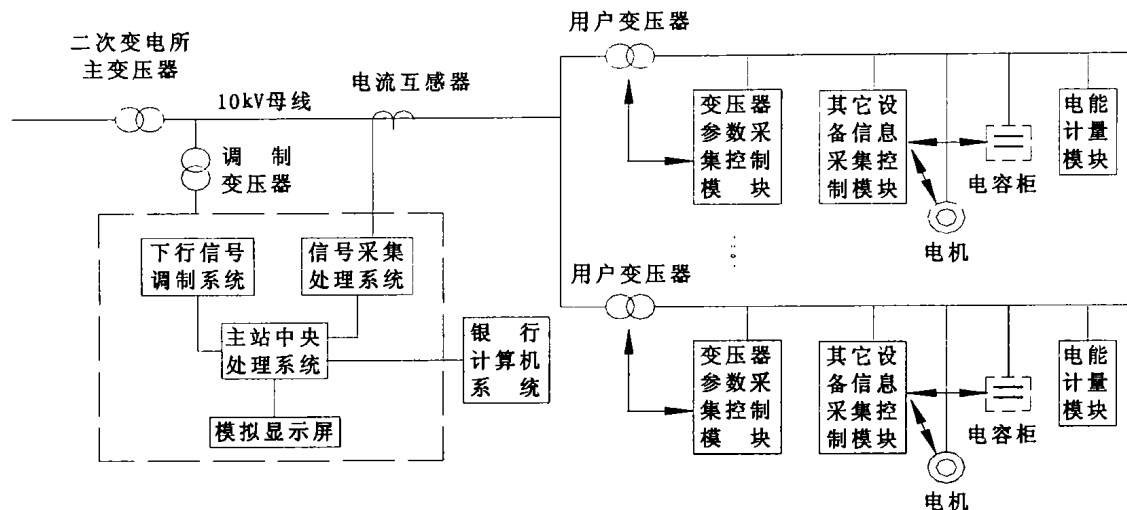 二次变电所
主变压器
10kV母线
电流互感器
调制
变压器
下行信号
调制系统
信号采集
处理系统
主站中央
处理系统
模拟显示屏
银行
计算机
系统
用户变压器
变压器
参数采
集控制
模块
其它设
备信息
采集控
制模块
电容柜
电机
电能
计量
模块
用户变压器
变压器
参数采
集控制
模块
其它设
备信息
采集控
制模块
电容柜
电机
电能
计量
模块